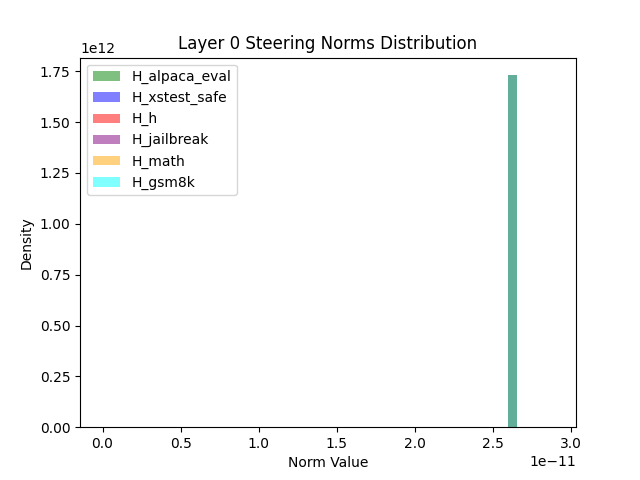 Layer 0 Steering Norms Distribution
1e12
H_alpaca_eval
H_xstest_safe
H_h
H_jailbreak
H_math
H_gsm8k
1.75
1.50
1.25
1.00
0.75
0.50
0.25
0.00
Density
0.0
0.5
1.0
1.5
2.0
2.5
3.0
1e−11
Norm Value